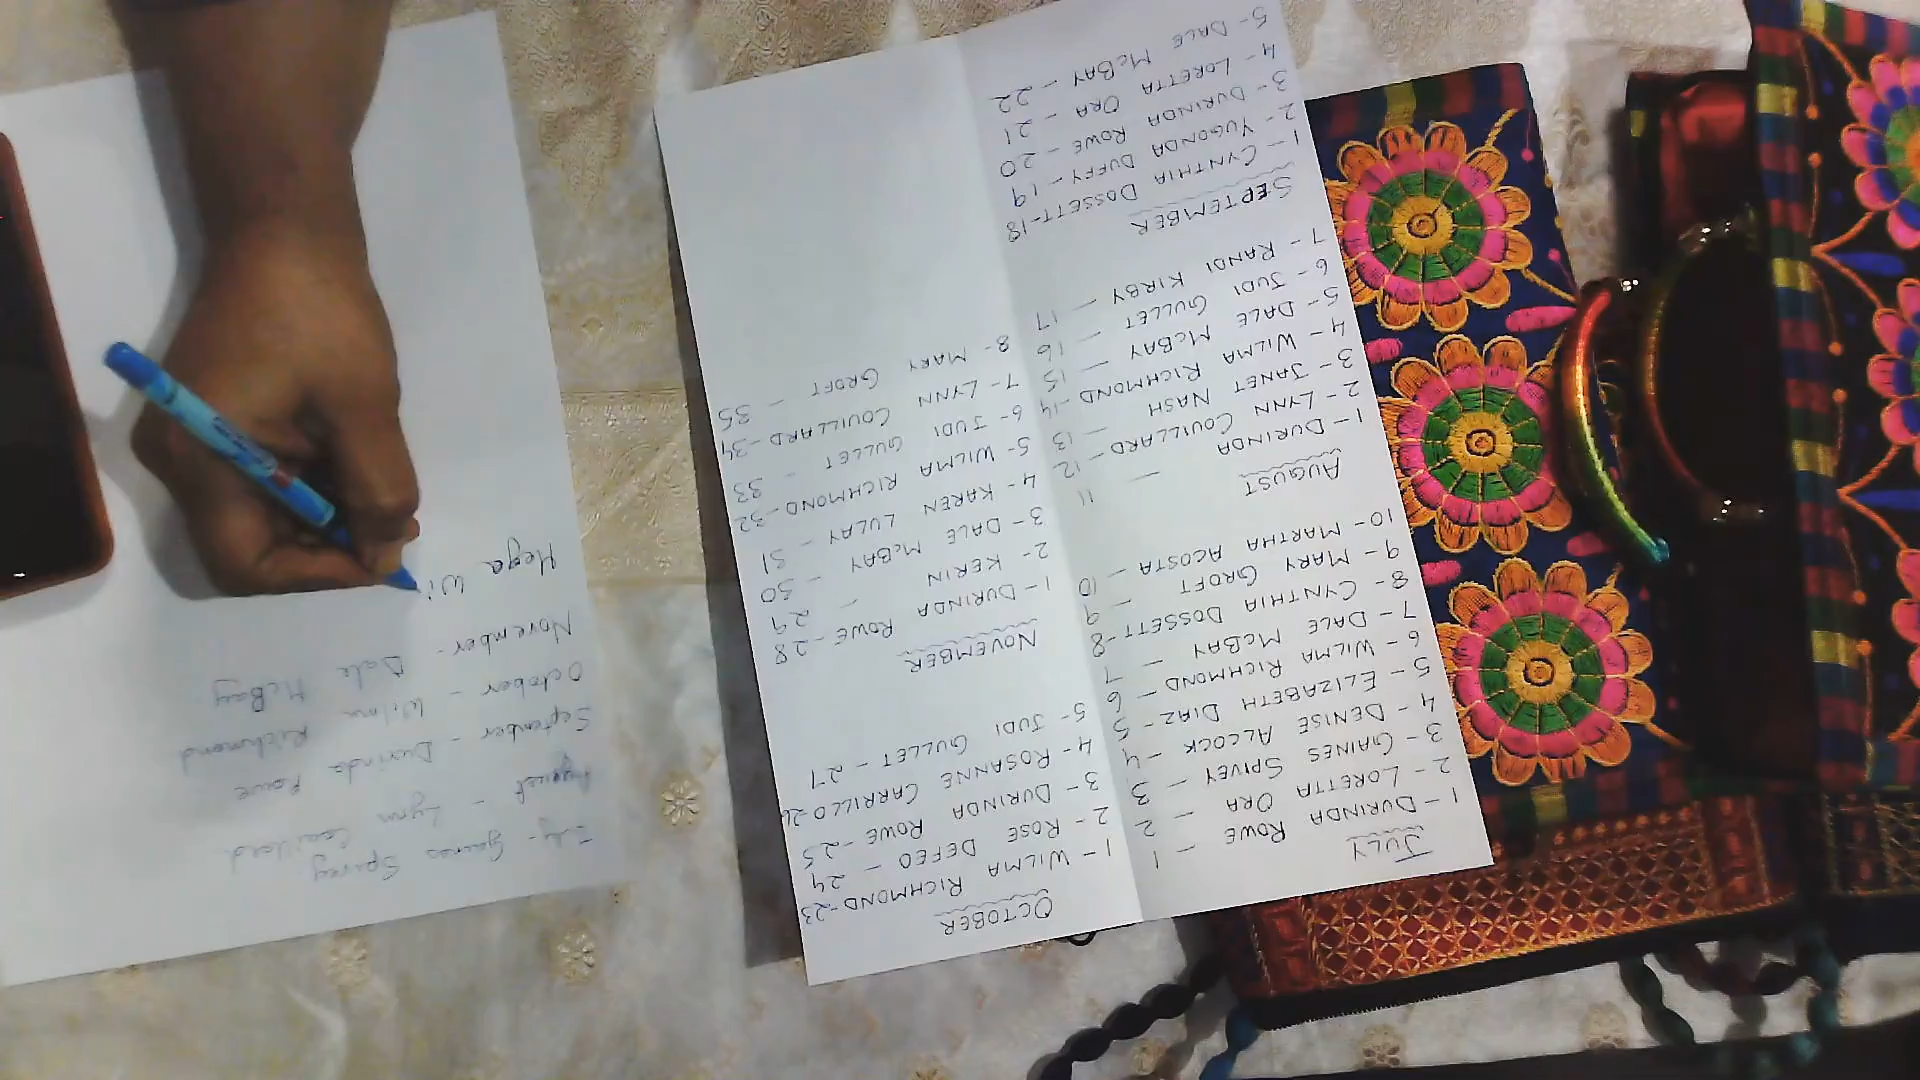 JULY
1 - DURINDA ROWE - 1
2 - LORETTA ORA - 2
3 - GAINES SPIVEY - 3
4 - DENISE ALCOCK - 4
5 - ELIZABETH DIAZ - 5
6 - WILMA RICHMOND - 6
7 - DALE McBAY - 7
8 - CYNTHIA DOSSETT - 8
9 - MARY GROFT - 9
10 - MARTHA ACOSTA - 10
AUGUST
1 - DURINDA - 11
2 - LYNN COUILLARD - 12
3 - JANET NASH - 13
4 - WILMA RICHMOND - 14
5 - DALE McBAY - 15
6 - JUDI GULLET - 16
7 - RANDI KIRBY - 17
SEPTEMBER
1 - CYNTHIA DOSSETT - 18
2 - YUGONDA DUFFY - 19
3 - DURINDA ROWE - 20
4 - LORETTA ORA - 21
5 - DALE McBAY - 22
OCTOBER
1 - WILMA RICHMOND - 23
2 - ROSE DEFEO - 24
3 - DURINDA ROWE - 25
4 - ROSANNE CARRILLO - 26
5 - JUDI GULLET - 27
NOVEMBER
1 - DURINDA ROWE - 28
2 - KERIN - 29
3 - DALE McBAY - 30
4 - KAREN LULAY - 31
5 - WILMA RICHMOND - 32
6 - JUDI GULLET - 33
7 - LYNN COUILLARD - 34
8 - MARY GROFT - 35
July - Gaines Spivey
August - Lynn Couillard
September - Durinda Rowe
October - Wilma Richmond
November - Dale McBay
Mega Wi